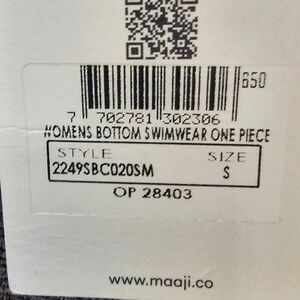 650
7 702781 302306
WOMENS BOTTOM SWIMWEAR ONE PIECE
STYLE SIZE
2249SBC020SM S
OP 28403
www.maaji.co